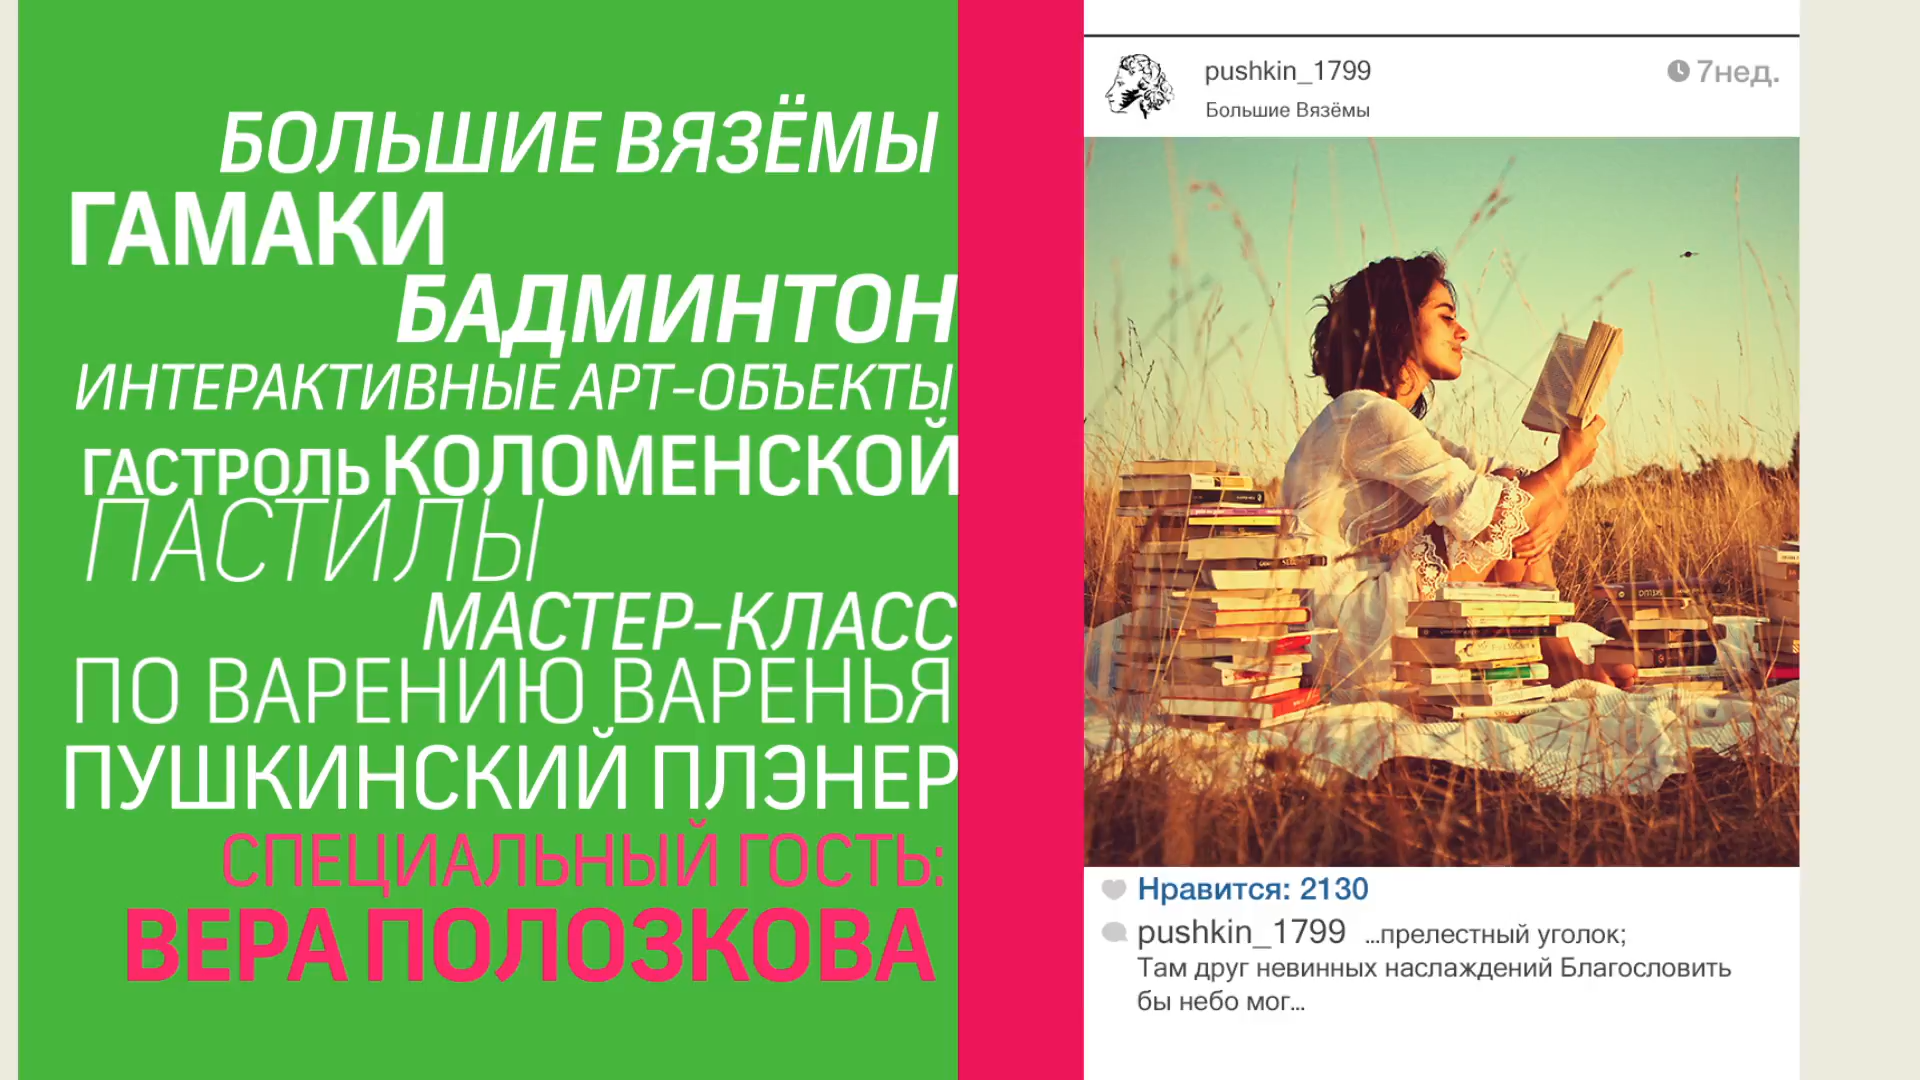 БОЛЬШИЕ ВЯЗЁМЫ
ГАМАКИ
БАДМИНТОН
ИНТЕРАКТИВНЫЕ АРТ-ОБЪЕКТЫ
ГАСТРОЛЬ КОЛОМЕНСКОЙ
ПАСТИЛЫ
МАСТЕР-КЛАСС
ПО ВАРЕНИЮ ВАРЕНЬЯ
ПУШКИНСКИЙ ПЛЭНЕР
СПЕЦИАЛЬНЫЙ ГОСТЬ:
ВЕРА ПОЛОЗКОВА
pushkin_1799
7нед.
Большие Вязёмы
Нравится: 2130
pushkin_1799 ...прелестный уголок;
Там друг невинных наслаждений Благословить
бы небо мог...